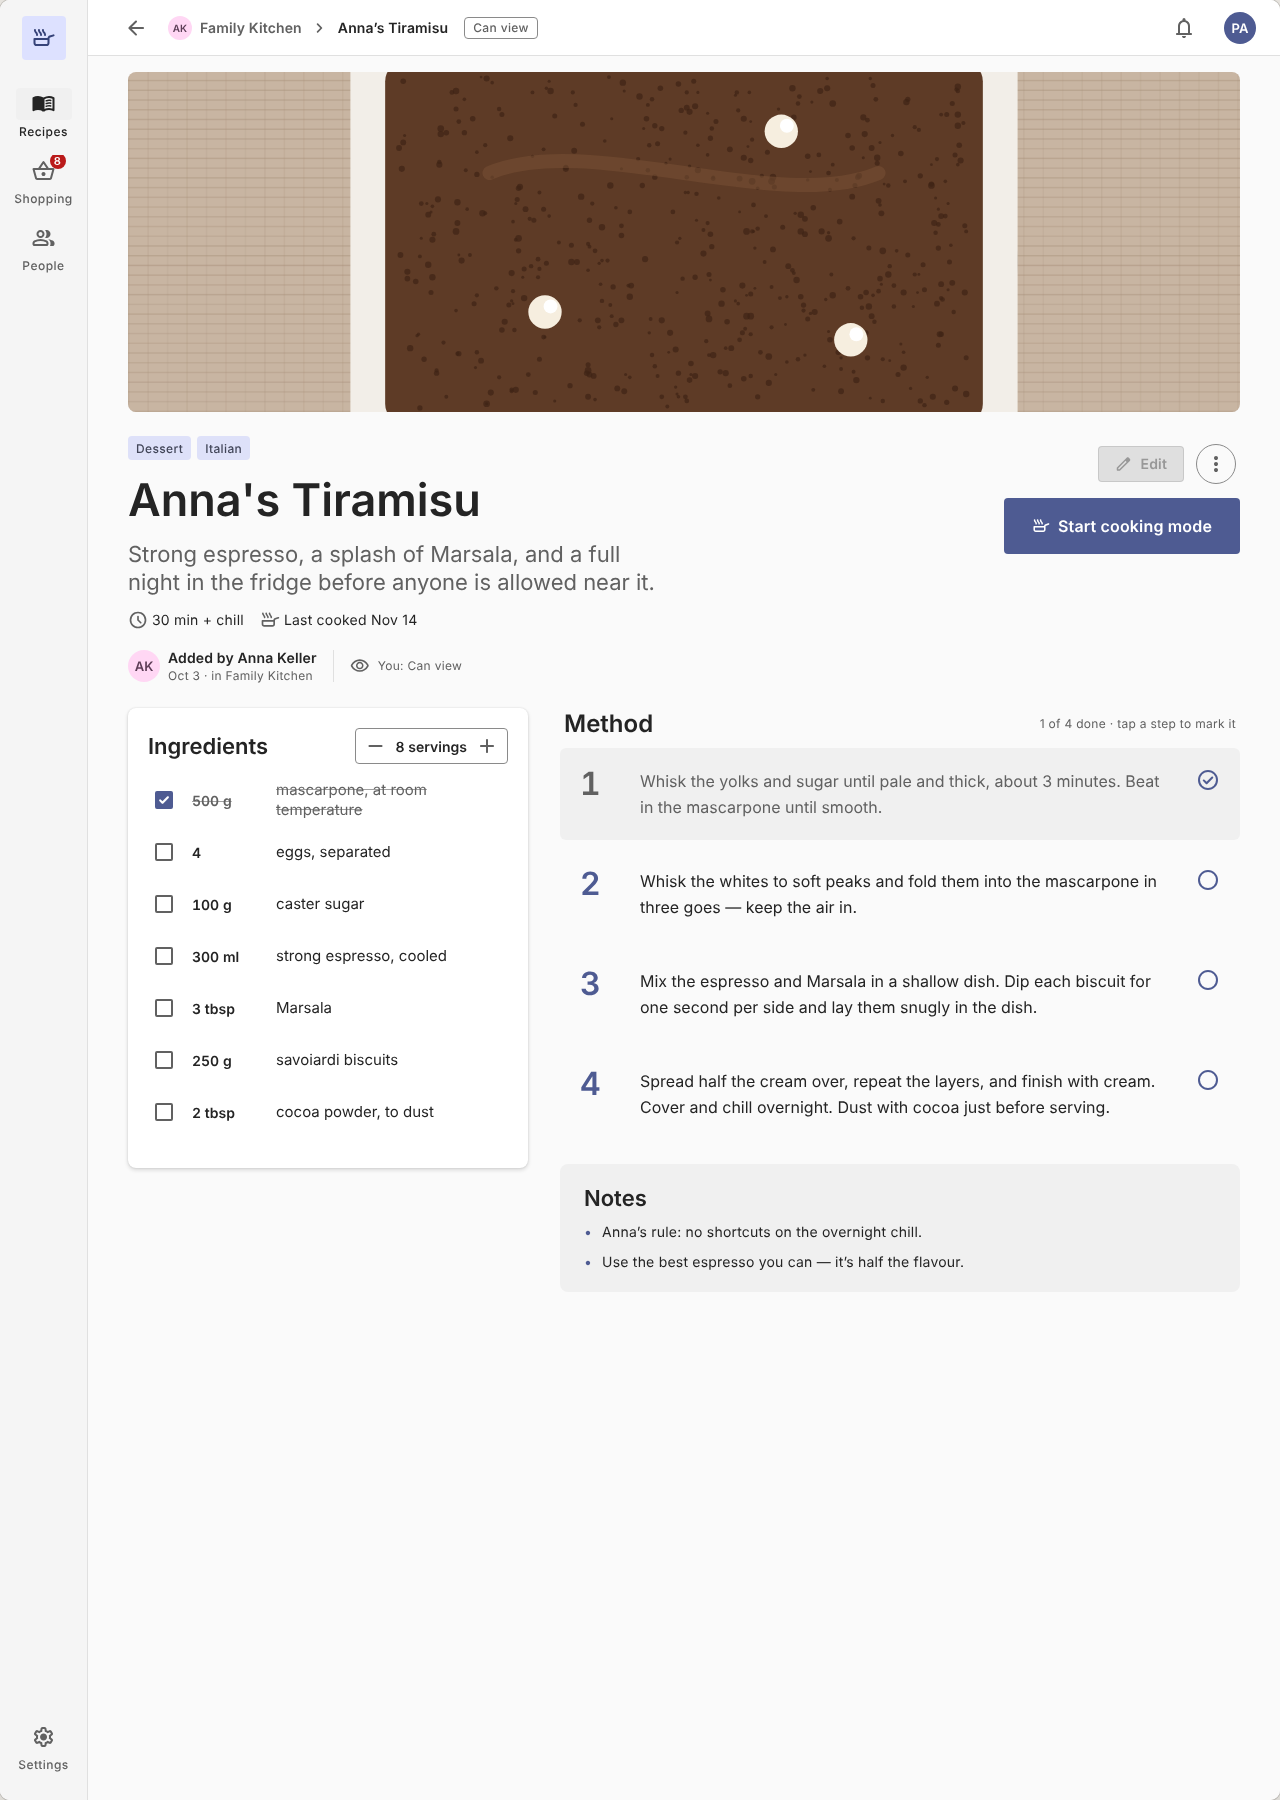 AK Family Kitchen Anna’s Tiramisu Can view
PA
Recipes
8
Shopping
People
Settings
Dessert Italian
Edit
Anna's Tiramisu
Start cooking mode
Strong espresso, a splash of Marsala, and a full
night in the fridge before anyone is allowed near it.
30 min + chill Last cooked Nov 14
AK Added by Anna Keller
Oct 3 · in Family Kitchen
You: Can view
Ingredients
8 servings
500 g mascarpone, at room
temperature
4 eggs, separated
100 g caster sugar
300 ml strong espresso, cooled
3 tbsp Marsala
250 g savoiardi biscuits
2 tbsp cocoa powder, to dust
Method
1 of 4 done · tap a step to mark it
1 Whisk the yolks and sugar until pale and thick, about 3 minutes. Beat
in the mascarpone until smooth.
2 Whisk the whites to soft peaks and fold them into the mascarpone in
three goes — keep the air in.
3 Mix the espresso and Marsala in a shallow dish. Dip each biscuit for
one second per side and lay them snugly in the dish.
4 Spread half the cream over, repeat the layers, and finish with cream.
Cover and chill overnight. Dust with cocoa just before serving.
Notes
• Anna’s rule: no shortcuts on the overnight chill.
• Use the best espresso you can — it’s half the flavour.